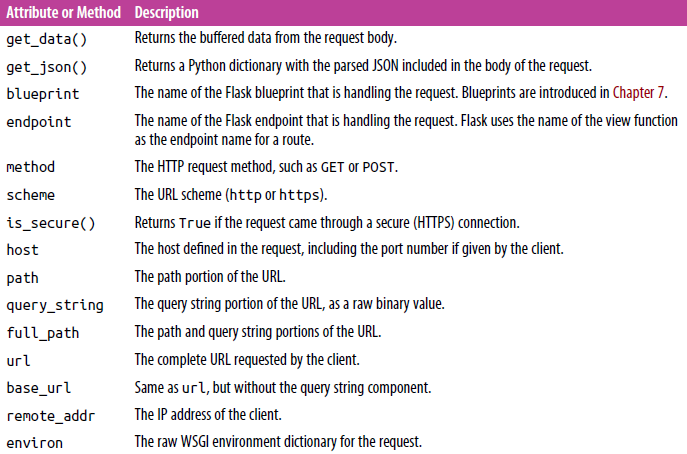 Attribute or Method Description
get_data() Returns the buffered data from the request body.
get_json() Returns a Python dictionary with the parsed JSON included in the body of the request.
blueprint The name of the Flask blueprint that is handling the request. Blueprints are introduced in Chapter 7.
endpoint The name of the Flask endpoint that is handling the request. Flask uses the name of the view function
as the endpoint name for a route.
method The HTTP request method, such as GET or POST.
scheme The URL scheme (http or https).
is_secure() Returns True if the request came through a secure (HTTPS) connection.
host The host defined in the request, including the port number if given by the client.
path The path portion of the URL.
query_string The query string portion of the URL, as a raw binary value.
full_path The path and query string portions of the URL.
url The complete URL requested by the client.
base_url Same as url, but without the query string component.
remote_addr The IP address of the client.
environ The raw WSGI environment dictionary for the request.